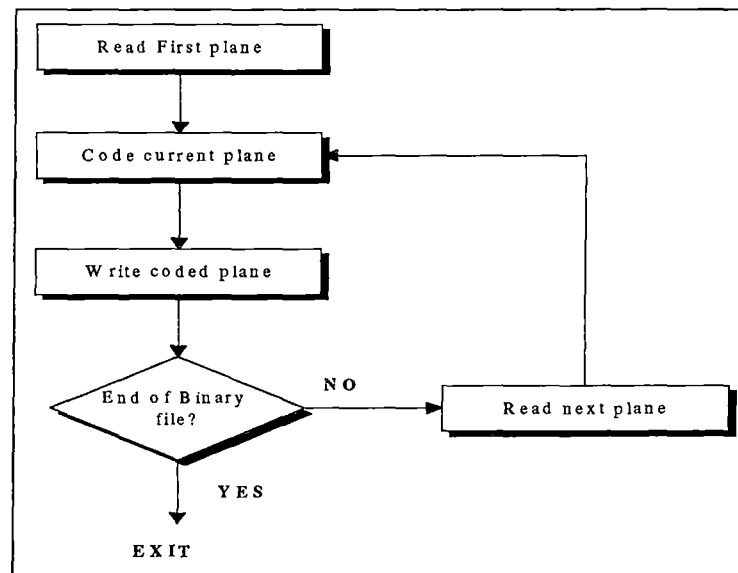 Read First plane
Code current plane
Write coded plane
End of Binary
file?
NO
Read next plane
YES
EXIT